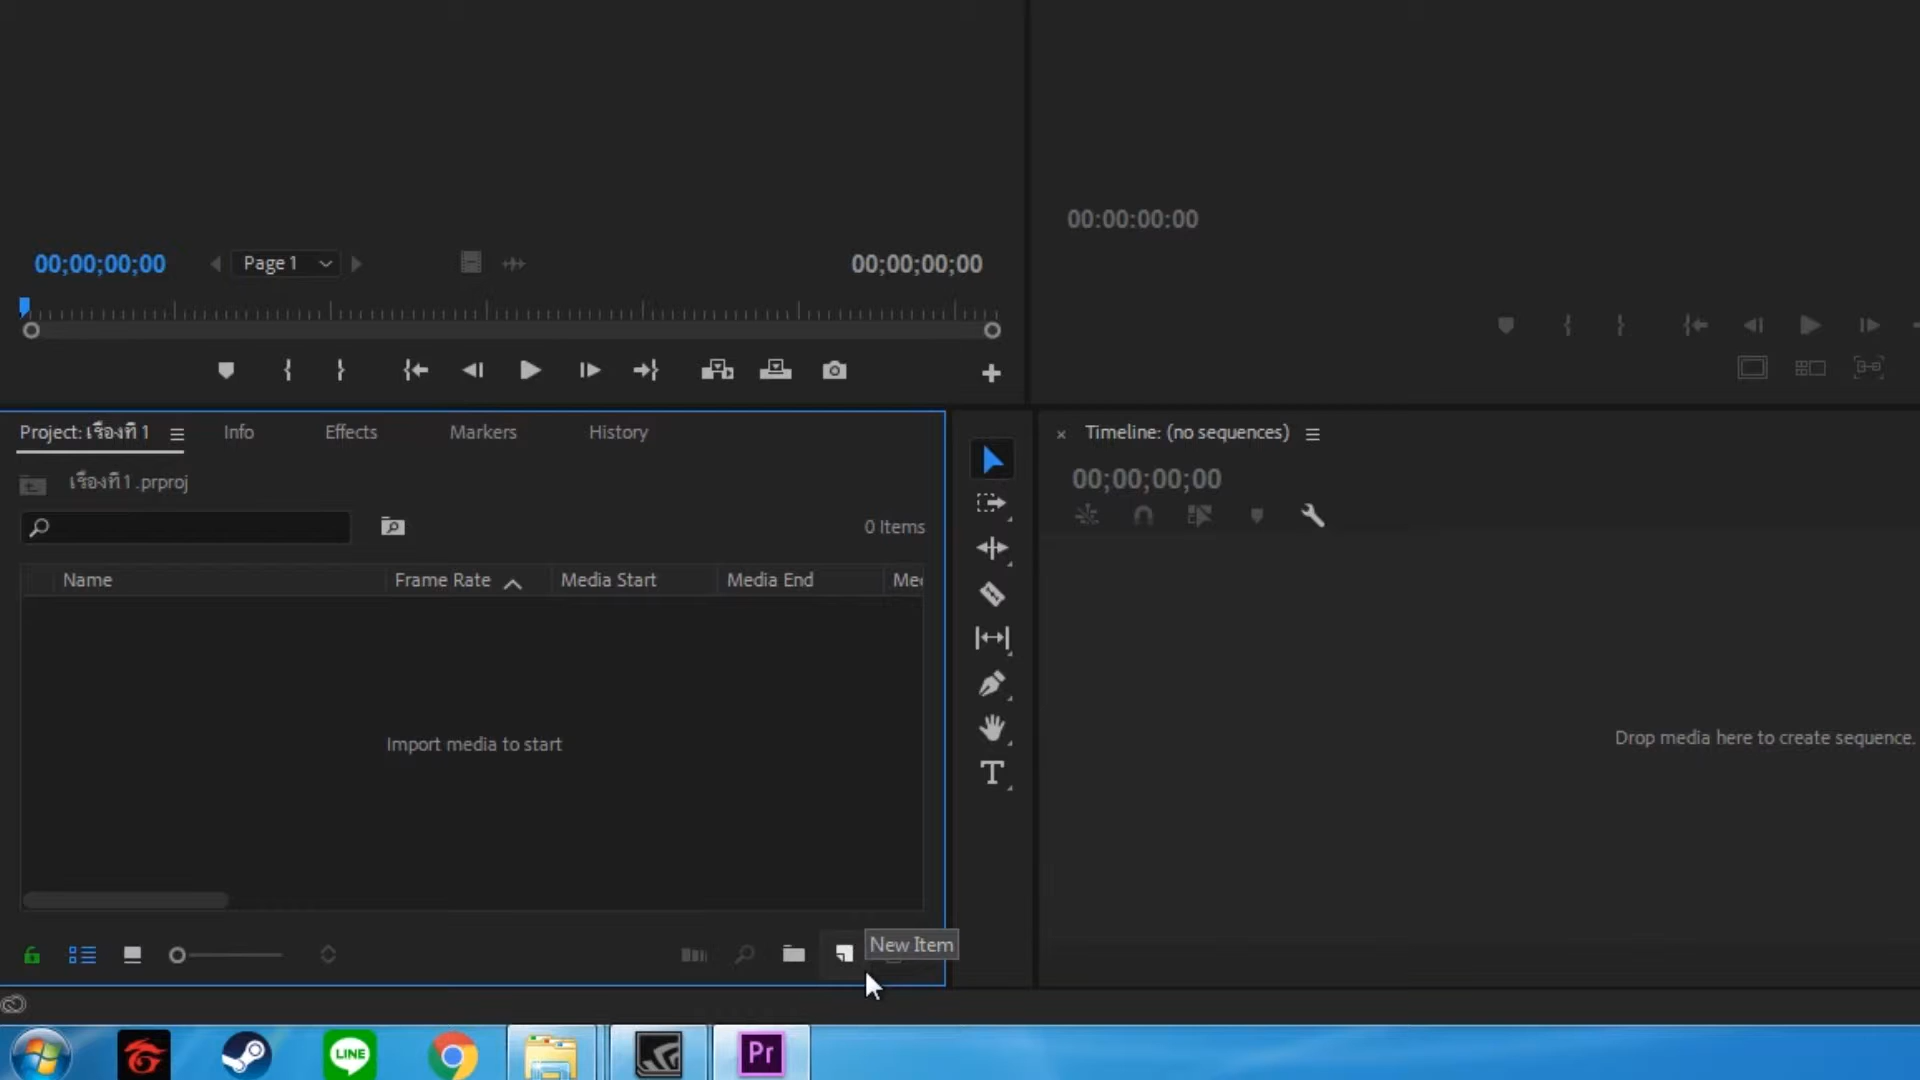 00:00:00:00
00;00;00;00
Page 1
00;00;00;00
Project: เรื่องที่ 1
Info
Effects
Markers
History
Timeline: (no sequences)
เรื่องที่ 1 .prproj
00;00;00;00
0 Items
Name
Frame Rate
Media Start
Media End
Med
Import media to start
Drop media here to create sequence.
T
New Item
LINE
Pr